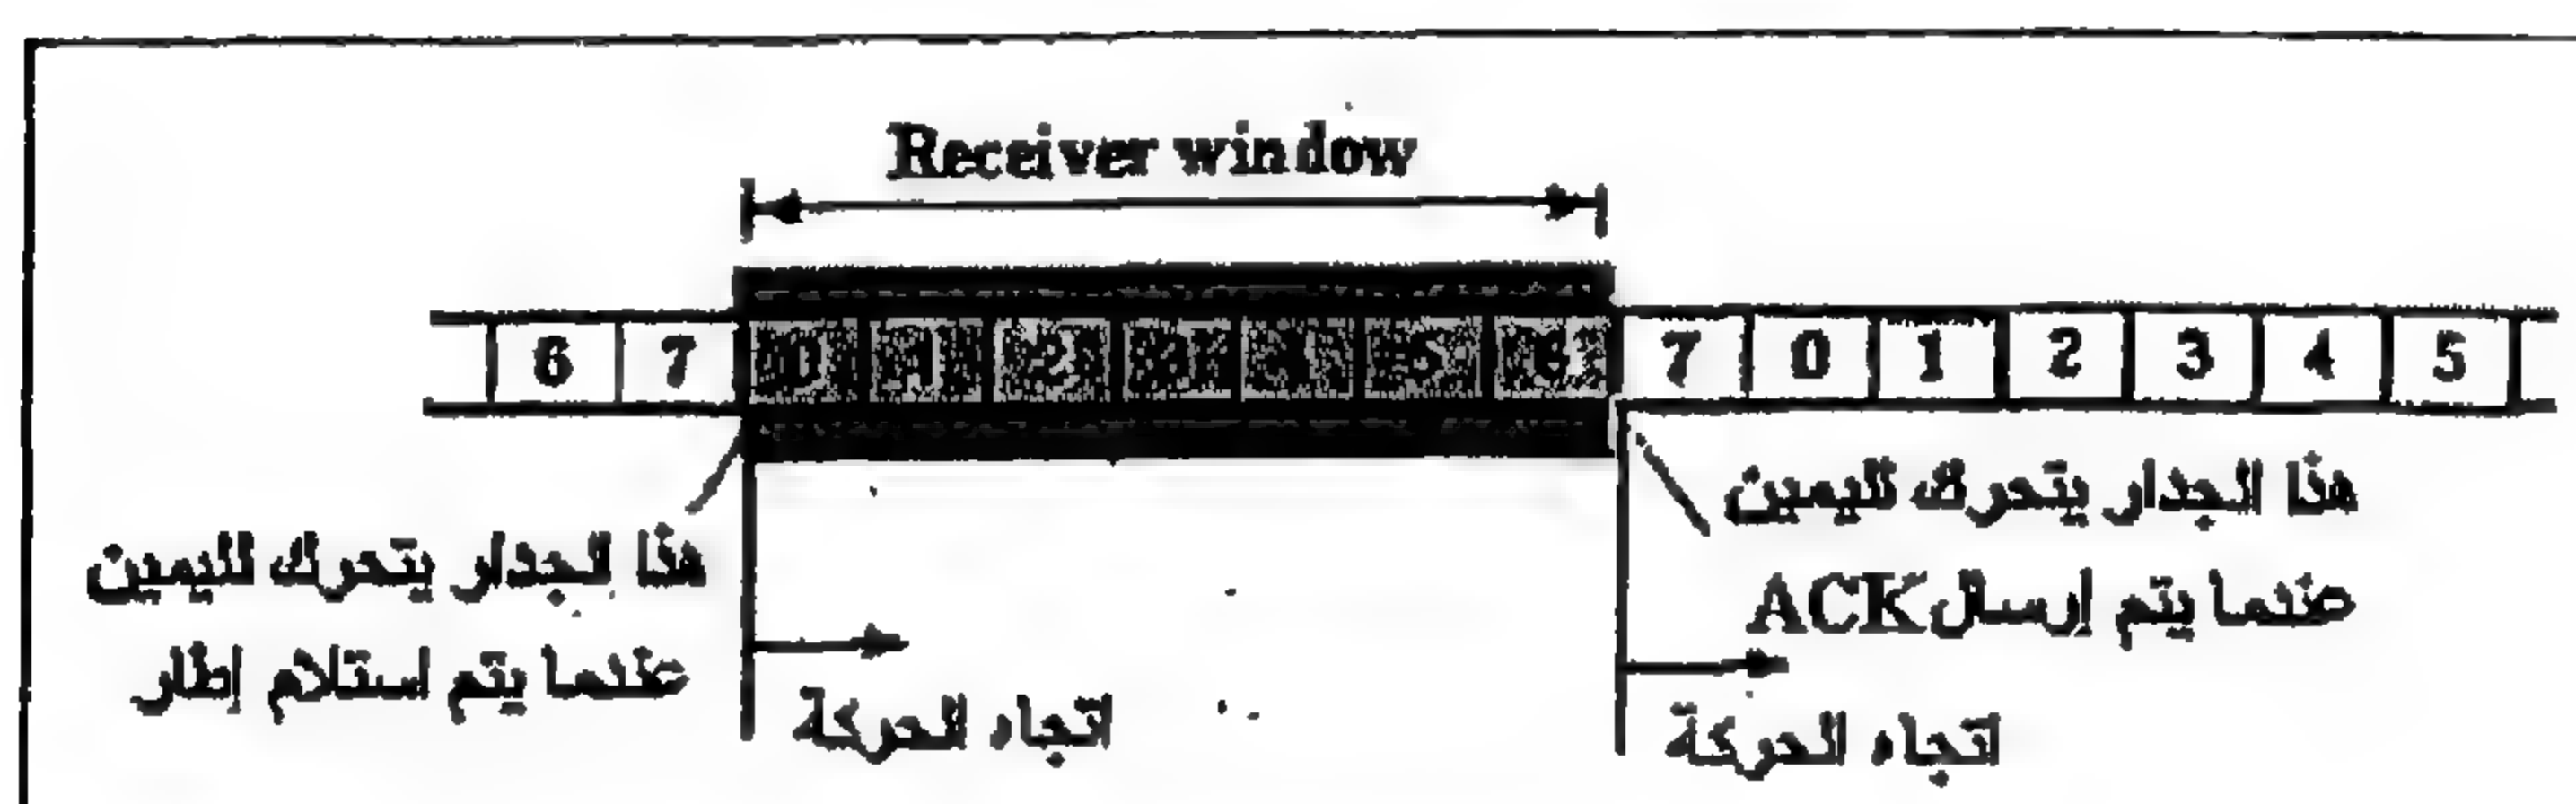 Receiver window
6 7 0 1 2 3 4 5 6 7 0 1 2 3 4 5
هذا الجدار يتحرك لليمين
عندما يتم إرسال ACK
اتجاه الحركة
هذا الجدار يتحرك لليمين
عندما يتم استلام إطار
اتجاه الحركة